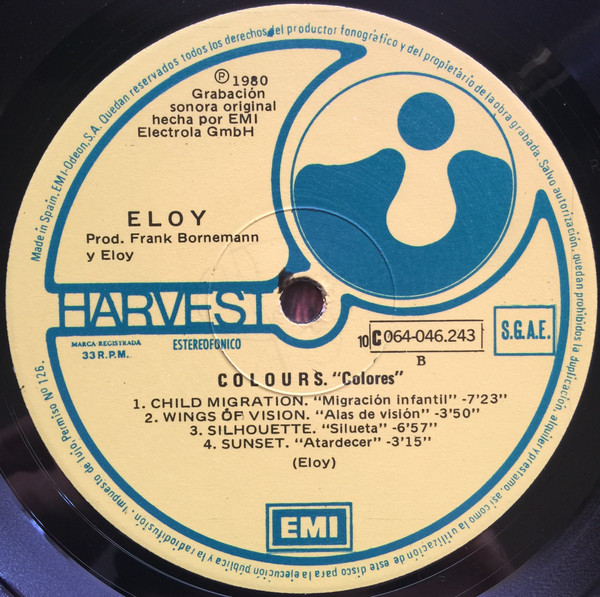 Made in Spain. EMI-Odeon, S.A. Quedan reservados todos los derechos del productor fonográfico y del propietario de la obra grabada. Salvo autorización, quedan prohibidos la duplicación, alquiler y prestamo, así como la utilización de este disco para la ejecución pública y la radiodifusión. Impuesto de Lujo, Permiso Nº 126.
Ⓟ 1980
Grabación
sonora original
hecha por EMI
Electrola GmbH
ELOY
Prod. Frank Bornemann
y Eloy
HARVEST
MARCA REGISTRADA
33 R.P.M.
ESTEREOFONICO
10 C 064-046.243
B
S.G.A.E.
COLOURS. "Colores"
1. CHILD MIGRATION. "Migración infantil" -7'23"
2. WINGS OF VISION. "Alas de visión" -3'50"
3. SILHOUETTE. "Silueta" -6'57"
4. SUNSET. "Atardecer" -3'15"
(Eloy)
EMI